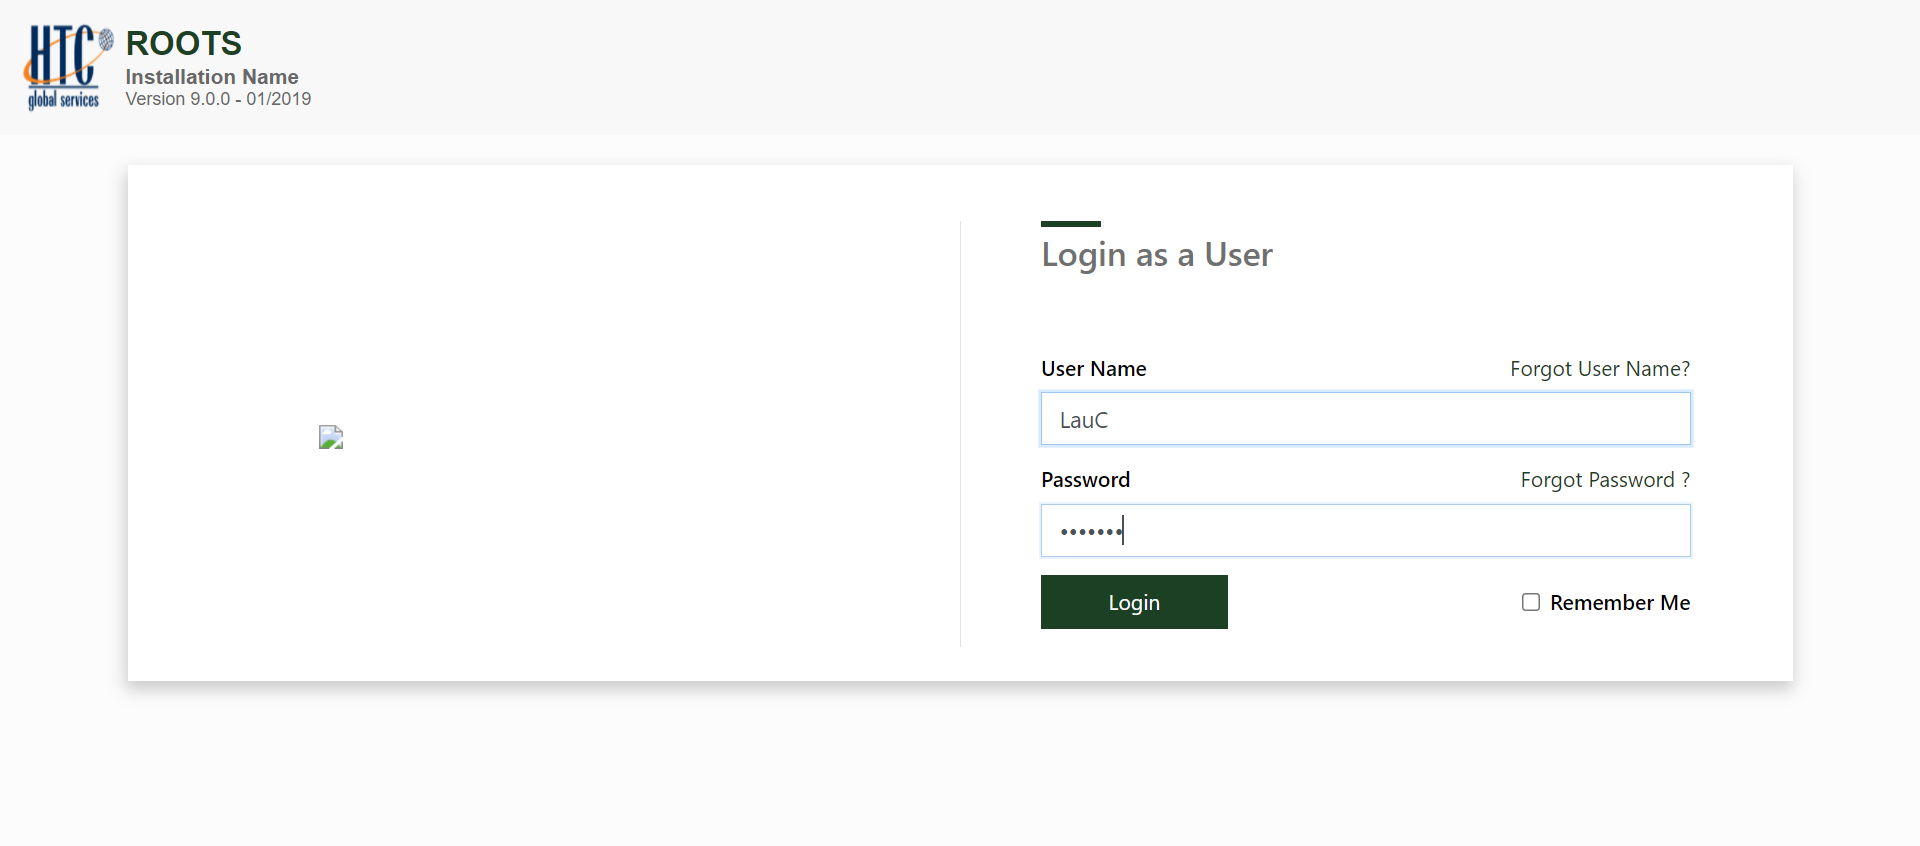 HTC
global services
ROOTS
Installation Name
Version 9.0.0 - 01/2019
Login as a User
User Name
Forgot User Name?
LauC
Password
Forgot Password ?
•••••••
Login
Remember Me